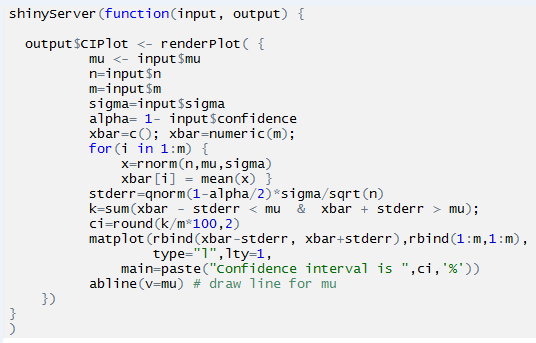 shinyServer(function(input, output) {
output$CIPlot <- renderPlot( {
mu <- input$mu
n=input$n
m=input$m
sigma=input$sigma
alpha= 1- input$confidence
xbar=c(); xbar=numeric(m);
for(i in 1:m) {
x=rnorm(n,mu,sigma)
xbar[i] = mean(x) }
stderr=qnorm(1-alpha/2)*sigma/sqrt(n)
k=sum(xbar - stderr < mu & xbar + stderr > mu);
ci=round(k/m*100,2)
matplot(rbind(xbar-stderr, xbar+stderr),rbind(1:m,1:m),
type="l",lty=1,
main=paste("confidence interval is ",ci,'%'))
abline(v=mu) # draw line for mu
})
}
)